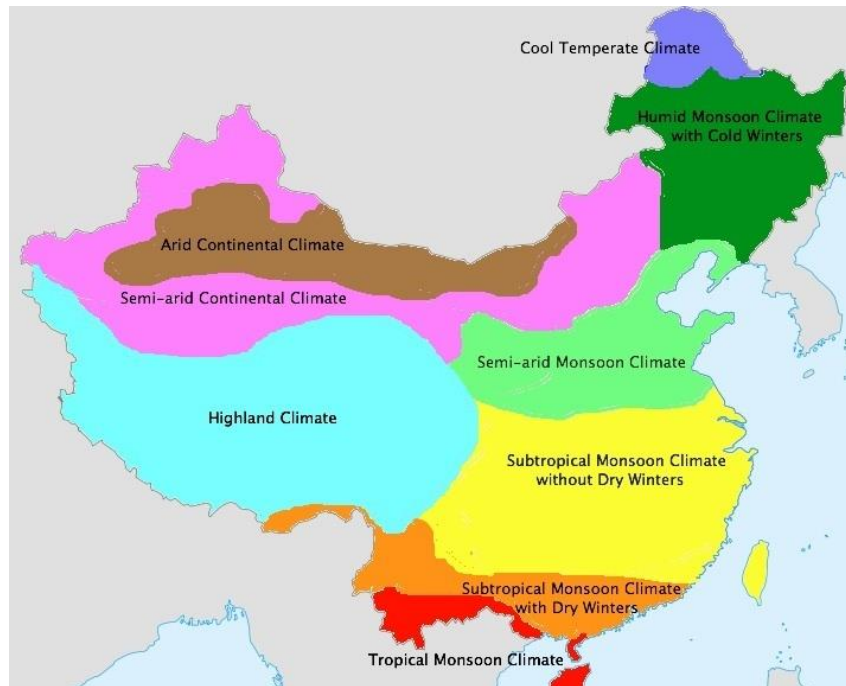 Cool Temperate Climate
Humid Monsoon Climate
with Cold Winters
Arid Continental Climate
Semi-arid Continental Climate
Semi-arid Monsoon Climate
Highland Climate
Subtropical Monsoon Climate
without Dry Winters
Subtropical Monsoon Climate
with Dry Winters
Tropical Monsoon Climate